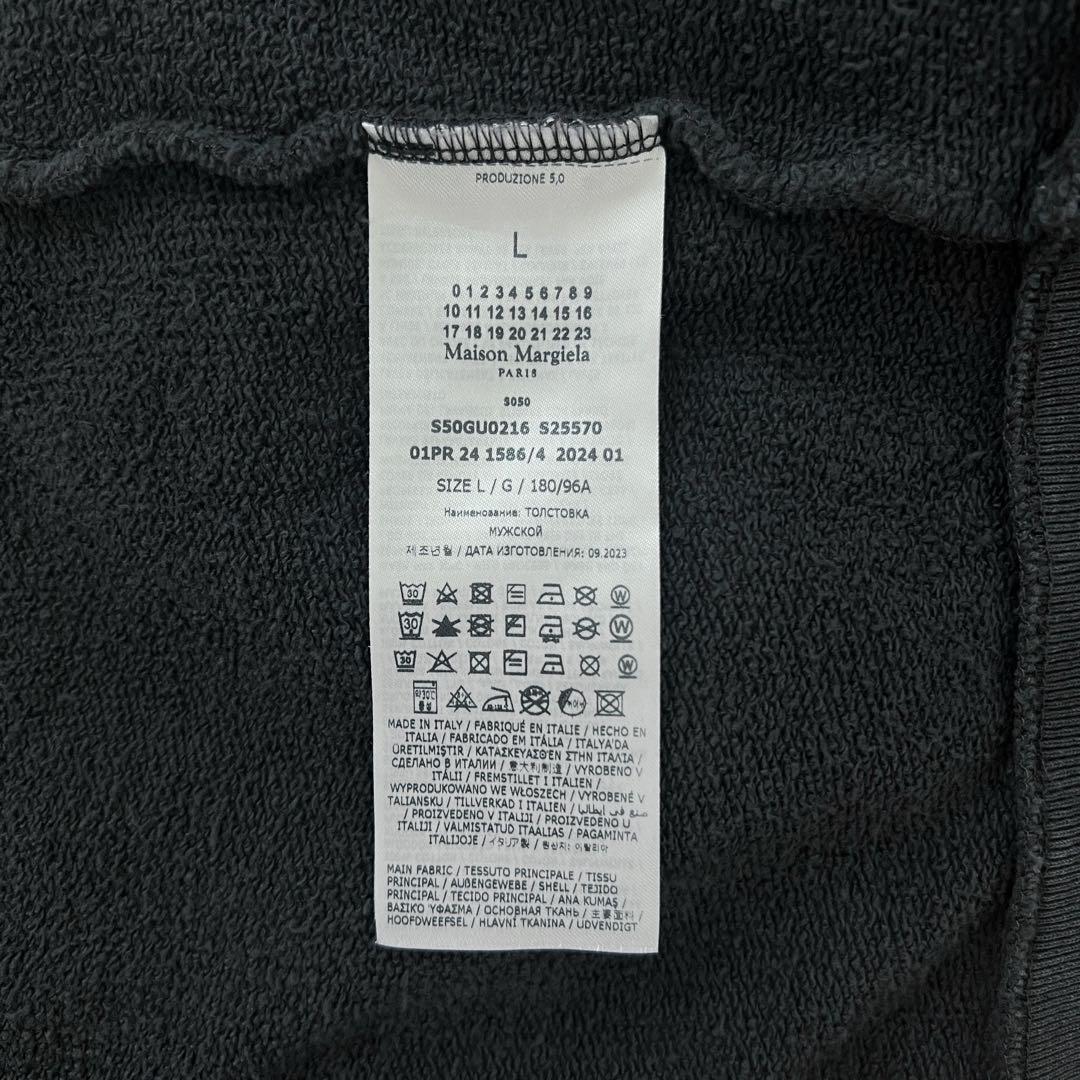 PRODUZIONE 5,0
L
0 1 2 3 4 5 6 7 8 9
10 11 12 13 14 15 16
17 18 19 20 21 22 23
Maison Margiela
PARIS
S050
S50GU0216 S25570
01PR 24 1586/4 2024 01
SIZE L / G / 180/96A
Наименование: ТОЛСТОВКА
МУЖСКОЙ
제조년월 / ДАТА ИЗГОТОВЛЕНИЯ: 09.2023
30 W
30 W
30 W
30℃
MADE IN ITALY / FABRIQUÉ EN ITALIE / HECHO EN
ITALIA / FABRICADO EM ITÁLIA / ITALYA'DA
ÜRETILMIŞTIR / ΚΑΤΑΣΚΕΥΑΣΘΕΝ ΣΤΗΝ ΙΤΑΛΙΑ /
СДЕЛАНО В ИТАЛИИ / 意大利制造 / VYROBENO V
ITÁLII / FREMSTILLET I ITALIEN /
WYPRODUKOWANO WE WŁOSZECH / VYROBENÉ V
TALIANSKU / TILLVERKAD I ITALIEN / صنع في إيطاليا
/ PROIZVEDENO V ITALIJI / PROIZVEDENO U
ITALIJI / VALMISTATUD ITAALIAS / PAGAMINTA
ITALIJOJE / イタリア製 / 원산지: 이탈리아
MAIN FABRIC / TESSUTO PRINCIPALE / TISSU
PRINCIPAL / AUßENGEWEBE / SHELL / TEJIDO
PRINCIPAL / TECIDO PRINCIPAL / ANA KUMAŞ /
ΒΑΣΙΚΟ ΥΦΑΣΜΑ / ОСНОВНАЯ ТКАНЬ / 主要面料 /
HOOFDWEEFSEL / HLAVNÍ TKANINA / UDVENDIGT